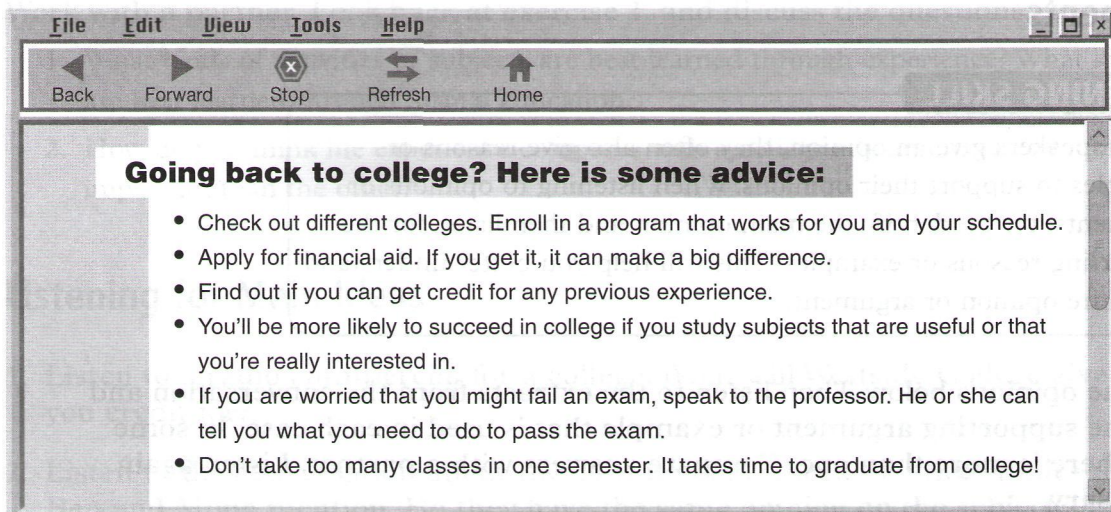 File Edit View Tools Help
Back Forward Stop Refresh Home
Going back to college? Here is some advice:
• Check out different colleges. Enroll in a program that works for you and your schedule.
• Apply for financial aid. If you get it, it can make a big difference.
• Find out if you can get credit for any previous experience.
• You'll be more likely to succeed in college if you study subjects that are useful or that
you're really interested in.
If you are worried that you might fail an exam, speak to the professor. He or she can
tell you what you need to do to pass the exam.
• Don't take too many classes in one semester. It takes time to graduate from college!